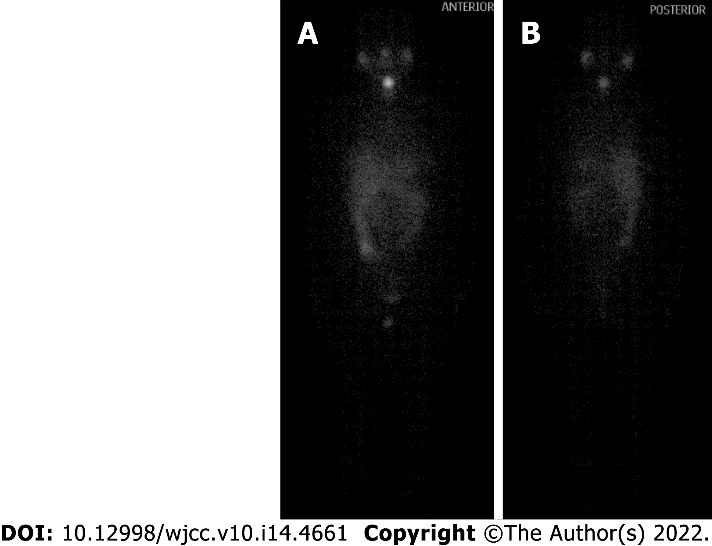 ANTERIOR
POSTERIOR
A
B
DOI: 10.12998/wjcc.v10.i14.4661 Copyright ©The Author(s) 2022.